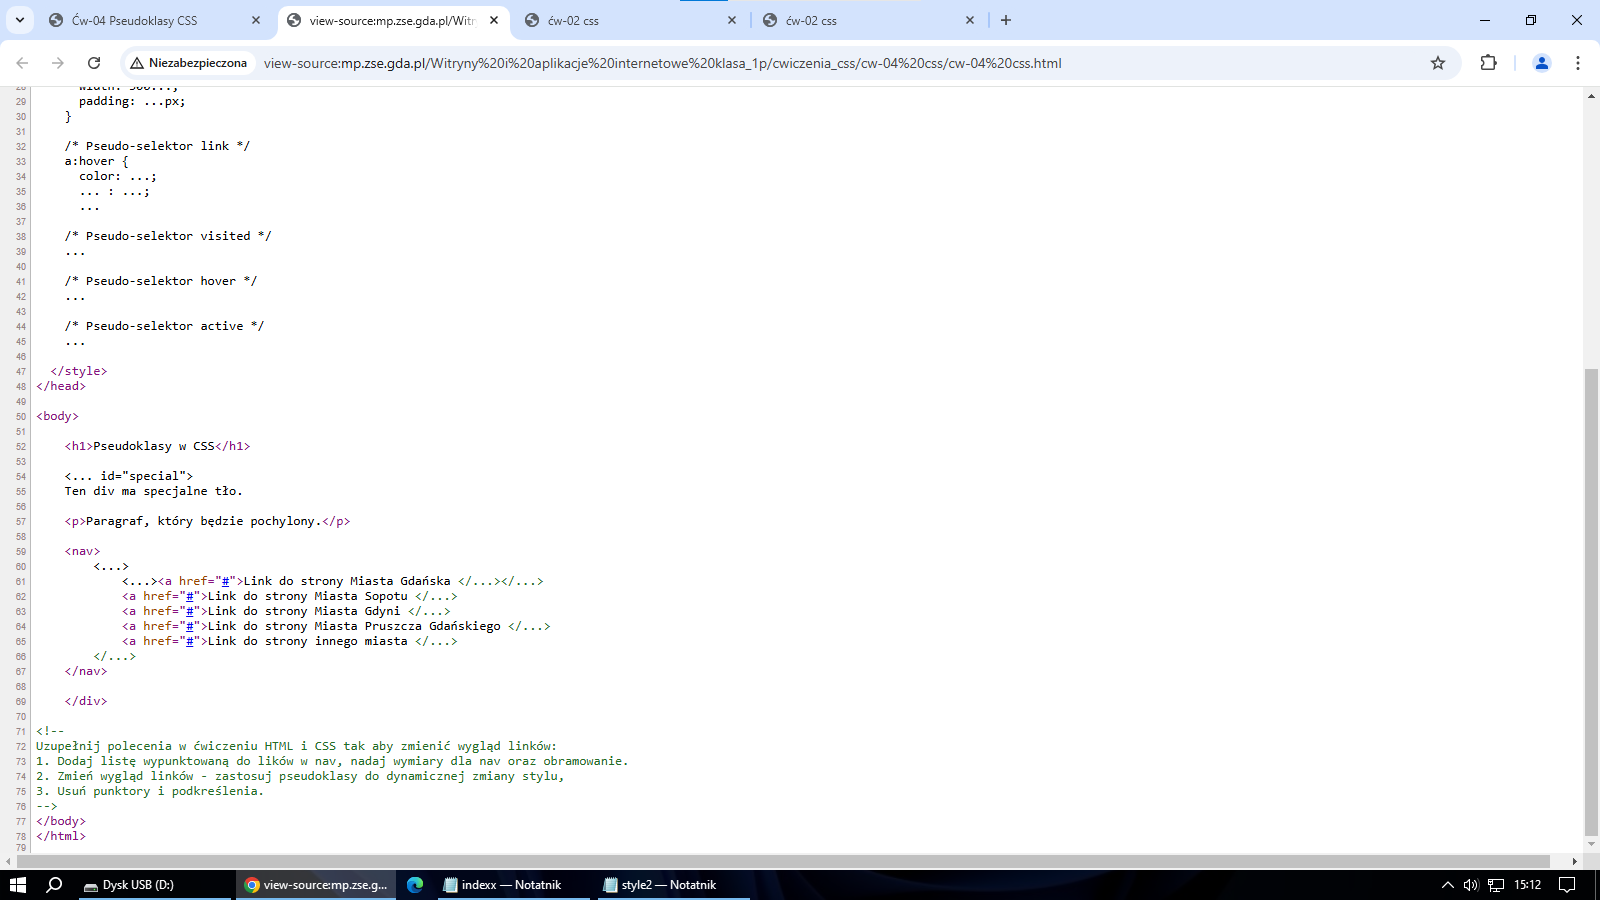 Ćw-04 Pseudoklasy CSS
view-source:mp.zse.gda.pl/Witr
ćw-02 css
ćw-02 css
Niezabezpieczona
view-source:mp.zse.gda.pl/Witryny%20i%20aplikacje%20internetowe%20klasa_1p/cwiczenia_css/cw-04%20css/cw-04%20css.html
29 padding: ...px;
30 }
31
32 /* Pseudo-selektor link */
33 a:hover {
34 color: ...;
35 ... : ...;
36 ...
37
38 /* Pseudo-selektor visited */
39 ...
40
41 /* Pseudo-selektor hover */
42 ...
43
44 /* Pseudo-selektor active */
45 ...
46
47 </style>
48 </head>
49
50 <body>
51
52 <h1>Pseudoklasy w CSS</h1>
53
54 <... id="special">
55 Ten div ma specjalne tło.
56
57 <p>Paragraf, który będzie pochylony.</p>
58
59 <nav>
60 <...>
61 <...><a href="#">Link do strony Miasta Gdańska </...></...>
62 <a href="#">Link do strony Miasta Sopotu </...>
63 <a href="#">Link do strony Miasta Gdyni </...>
64 <a href="#">Link do strony Miasta Pruszcza Gdańskiego </...>
65 <a href="#">Link do strony innego miasta </...>
66 </...>
67 </nav>
68
69 </div>
70
71 <!--
72 Uzupełnij polecenia w ćwiczeniu HTML i CSS tak aby zmienić wygląd linków:
73 1. Dodaj listę wypunktowaną do lików w nav, nadaj wymiary dla nav oraz obramowanie.
74 2. Zmień wygląd linków - zastosuj pseudoklasy do dynamicznej zmiany stylu,
75 3. Usuń punktory i podkreślenia.
76 -->
77 </body>
78 </html>
79
Dysk USB (D:)
view-source:mp.zse.g...
indexx — Notatnik
style2 — Notatnik
15:12